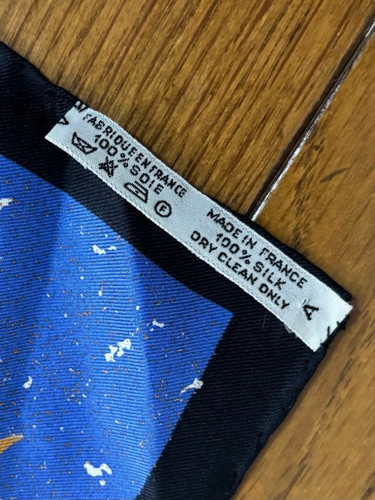 FABRIQUE EN FRANCE
100% SOIE
Ⓕ
MADE IN FRANCE
100% SILK
DRY CLEAN ONLY
A